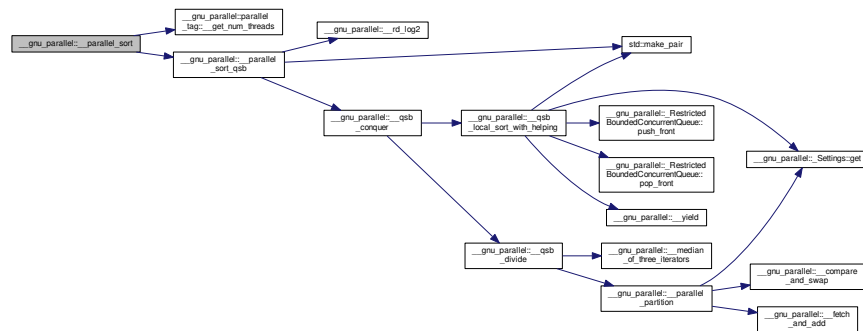 __gnu_parallel::__parallel_sort
__gnu_parallel::parallel
_tag::__get_num_threads
__gnu_parallel::__parallel
_sort_qsb
__gnu_parallel::__rd_log2
std::make_pair
__gnu_parallel::__qsb
_conquer
__gnu_parallel::__qsb
_local_sort_with_helping
__gnu_parallel::_Restricted
BoundedConcurrentQueue::
push_front
__gnu_parallel::_Restricted
BoundedConcurrentQueue::
pop_front
__gnu_parallel::__yield
__gnu_parallel::_Settings::get
__gnu_parallel::__qsb
_divide
__gnu_parallel::__median
_of_three_iterators
__gnu_parallel::__parallel
_partition
__gnu_parallel::__compare
_and_swap
__gnu_parallel::__fetch
_and_add